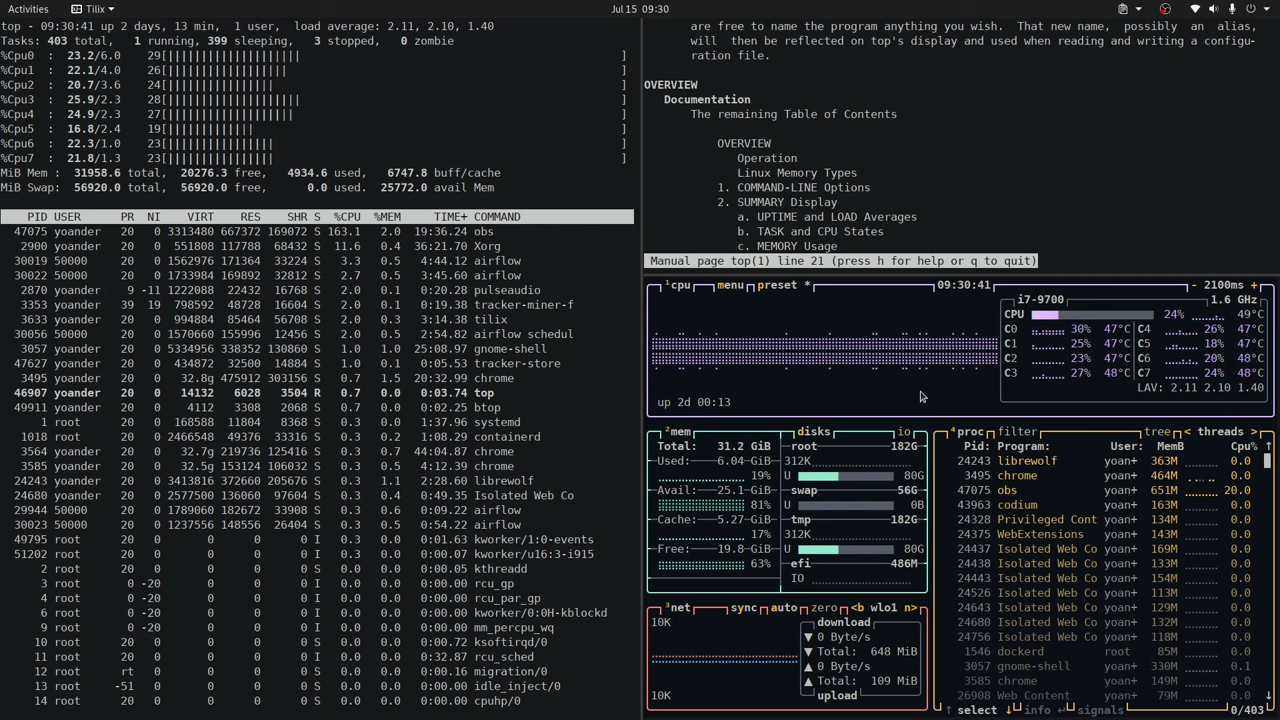 Activities
Tilix
Jul 15 09:30
top - 09:30:41 up 2 days, 13 min, 1 user, load average: 2.11, 2.10, 1.40
Tasks: 403 total, 1 running, 399 sleeping, 3 stopped, 0 zombie
%Cpu0 : 23.2/6.0 29[||||||||||||||||||||| ]
%Cpu1 : 22.1/4.0 26[||||||||||||||||||| ]
%Cpu2 : 20.7/3.6 24[||||||||||||||||| ]
%Cpu3 : 25.9/2.3 28[||||||||||||||||||||| ]
%Cpu4 : 24.9/2.3 27[|||||||||||||||||||| ]
%Cpu5 : 16.8/2.4 19[|||||||||||||| ]
%Cpu6 : 22.3/1.0 23[||||||||||||||||| ]
%Cpu7 : 21.8/1.3 23[||||||||||||||||| ]
MiB Mem : 31958.6 total, 20276.3 free, 4934.6 used, 6747.8 buff/cache
MiB Swap: 56920.0 total, 56920.0 free, 0.0 used. 25772.0 avail Mem
PID USER PR NI VIRT RES SHR S %CPU %MEM TIME+ COMMAND
47075 yoander 20 0 3313480 667372 169072 S 163.1 2.0 19:36.24 obs
2900 yoander 20 0 551808 117788 68432 S 11.6 0.4 36:21.70 Xorg
30019 50000 20 0 1562976 171364 33224 S 3.3 0.5 4:44.12 airflow
30022 50000 20 0 1733984 169892 32812 S 2.7 0.5 3:45.60 airflow
2870 yoander 9 -11 1222088 22432 16768 S 2.0 0.1 0:20.28 pulseaudio
3353 yoander 39 19 798592 48728 16604 S 2.0 0.1 0:19.38 tracker-miner-f
3633 yoander 20 0 994884 85464 56708 S 2.0 0.3 3:14.38 tilix
30056 50000 20 0 1570660 155996 12456 S 2.0 0.5 2:54.82 airflow schedul
3057 yoander 20 0 5334956 338352 130860 S 1.0 1.0 25:08.97 gnome-shell
47627 yoander 20 0 434872 32500 14884 S 1.0 0.1 0:05.53 tracker-store
3495 yoander 20 0 32.8g 475912 303156 S 0.7 1.5 20:32.99 chrome
46907 yoander 20 0 14132 6028 3504 R 0.7 0.0 0:03.74 top
49911 yoander 20 0 4112 3308 2068 S 0.7 0.0 0:02.25 btop
1 root 20 0 168688 11936 8376 S 0.3 0.0 1:37.96 systemd
1018 root 20 0 2466548 49376 30004 S 0.3 0.2 1:08.29 containerd
3564 yoander 20 0 32.7g 219736 125416 S 0.3 0.7 44:04.87 chrome
3335 yoander 20 0 32.5g 153124 106032 S 0.3 0.5 4:12.39 chrome
24243 yoander 20 0 3413816 372260 205676 S 0.3 1.1 2:28.60 librewolf
24680 yoander 20 0 2577500 136060 97604 S 0.3 0.4 0:49.35 Isolated Web Co
30021 50000 20 0 1789060 182672 33908 S 0.3 0.6 0:09.22 airflow
30023 50000 20 0 1237556 148556 26404 S 0.3 0.5 0:54.22 airflow
49795 root 20 0 0 0 0 I 0.3 0.0 0:01.63 kworker/1:0-events
51202 root 20 0 0 0 0 I 0.3 0.0 0:00.07 kworker/u16:3-i915
2 root 20 0 0 0 0 S 0.0 0.0 0:00.05 kthreadd
3 root 0 -20 0 0 0 I 0.0 0.0 0:00.00 rcu_gp
4 root 0 -20 0 0 0 I 0.0 0.0 0:00.00 rcu_par_gp
6 root 0 -20 0 0 0 I 0.0 0.0 0:00.00 kworker/0:0H-kblockd
9 root 0 -20 0 0 0 I 0.0 0.0 0:00.00 mm_percpu_wq
10 root 20 0 0 0 0 S 0.0 0.0 0:00.72 ksoftirqd/0
11 root 20 0 0 0 0 I 0.0 0.0 0:32.87 rcu_sched
12 root rt 0 0 0 0 S 0.0 0.0 0:00.16 migration/0
13 root -51 0 0 0 0 S 0.0 0.0 0:00.00 idle_inject/0
14 root 20 0 0 0 0 S 0.0 0.0 0:00.00 cpuhp/0
are free to name the program anything you wish. That new name, possibly an alias,
will then be reflected on top's display and used when reading and writing a configu-
ration file.
OVERVIEW
Documentation
The remaining Table of Contents
OVERVIEW
Operation
Linux Memory Types
1. COMMAND-LINE Options
2. SUMMARY Display
a. UPTIME and LOAD Averages
b. TASK and CPU States
c. MEMORY Usage
Manual page top(1) line 21 (press h for help or q to quit)
¹cpu menu preset * 09:30:41 - 2100ms +
i7-9700 1.6 GHz
CPU 24% 49°C
C0 30% 47°C C4 26% 47°C
C1 25% 47°C C5 18% 47°C
C2 23% 47°C C6 20% 48°C
C3 27% 48°C C7 24% 48°C
LAV: 2.11 2.10 1.40
up 2d 00:13
²mem disks io
Total: 31.2 GiB root 182G
Used: 6.04 GiB 312K
19% U 80G
Avail: 25.1 GiB swap 56G
81% U 0B
Cache: 5.27 GiB tmp 182G
17% 312K
Free: 19.8 GiB U 80G
63% efi 486M
IO
³net sync auto zero <b wlo1 n>
10K download
▼ 0 Byte/s
▼ Total: 648 MiB
▲ 0 Byte/s
▲ Total: 109 MiB
10K upload
⁴proc filter tree < threads >
Pid: Program: User: MemB Cpu% ↑
24243 librewolf yoan+ 363M 0.0
3495 chrome yoan+ 464M 0.0
47075 obs yoan+ 651M 20.0
43963 codium yoan+ 163M 0.0
24328 Privileged Cont yoan+ 134M 0.0
24375 WebExtensions yoan+ 143M 0.0
24437 Isolated Web Co yoan+ 169M 0.0
24438 Isolated Web Co yoan+ 133M 0.0
24443 Isolated Web Co yoan+ 154M 0.0
24526 Isolated Web Co yoan+ 113M 0.0
24643 Isolated Web Co yoan+ 129M 0.0
24680 Isolated Web Co yoan+ 132M 0.0
24756 Isolated Web Co yoan+ 118M 0.0
1546 dockerd root 85M 0.0
3057 gnome-shell yoan+ 330M 0.1
3585 chrome yoan+ 149M 0.0
26908 Web Content yoan+ 79M 0.0 ↓
↑ select ↓ info ↵ signals 0/403